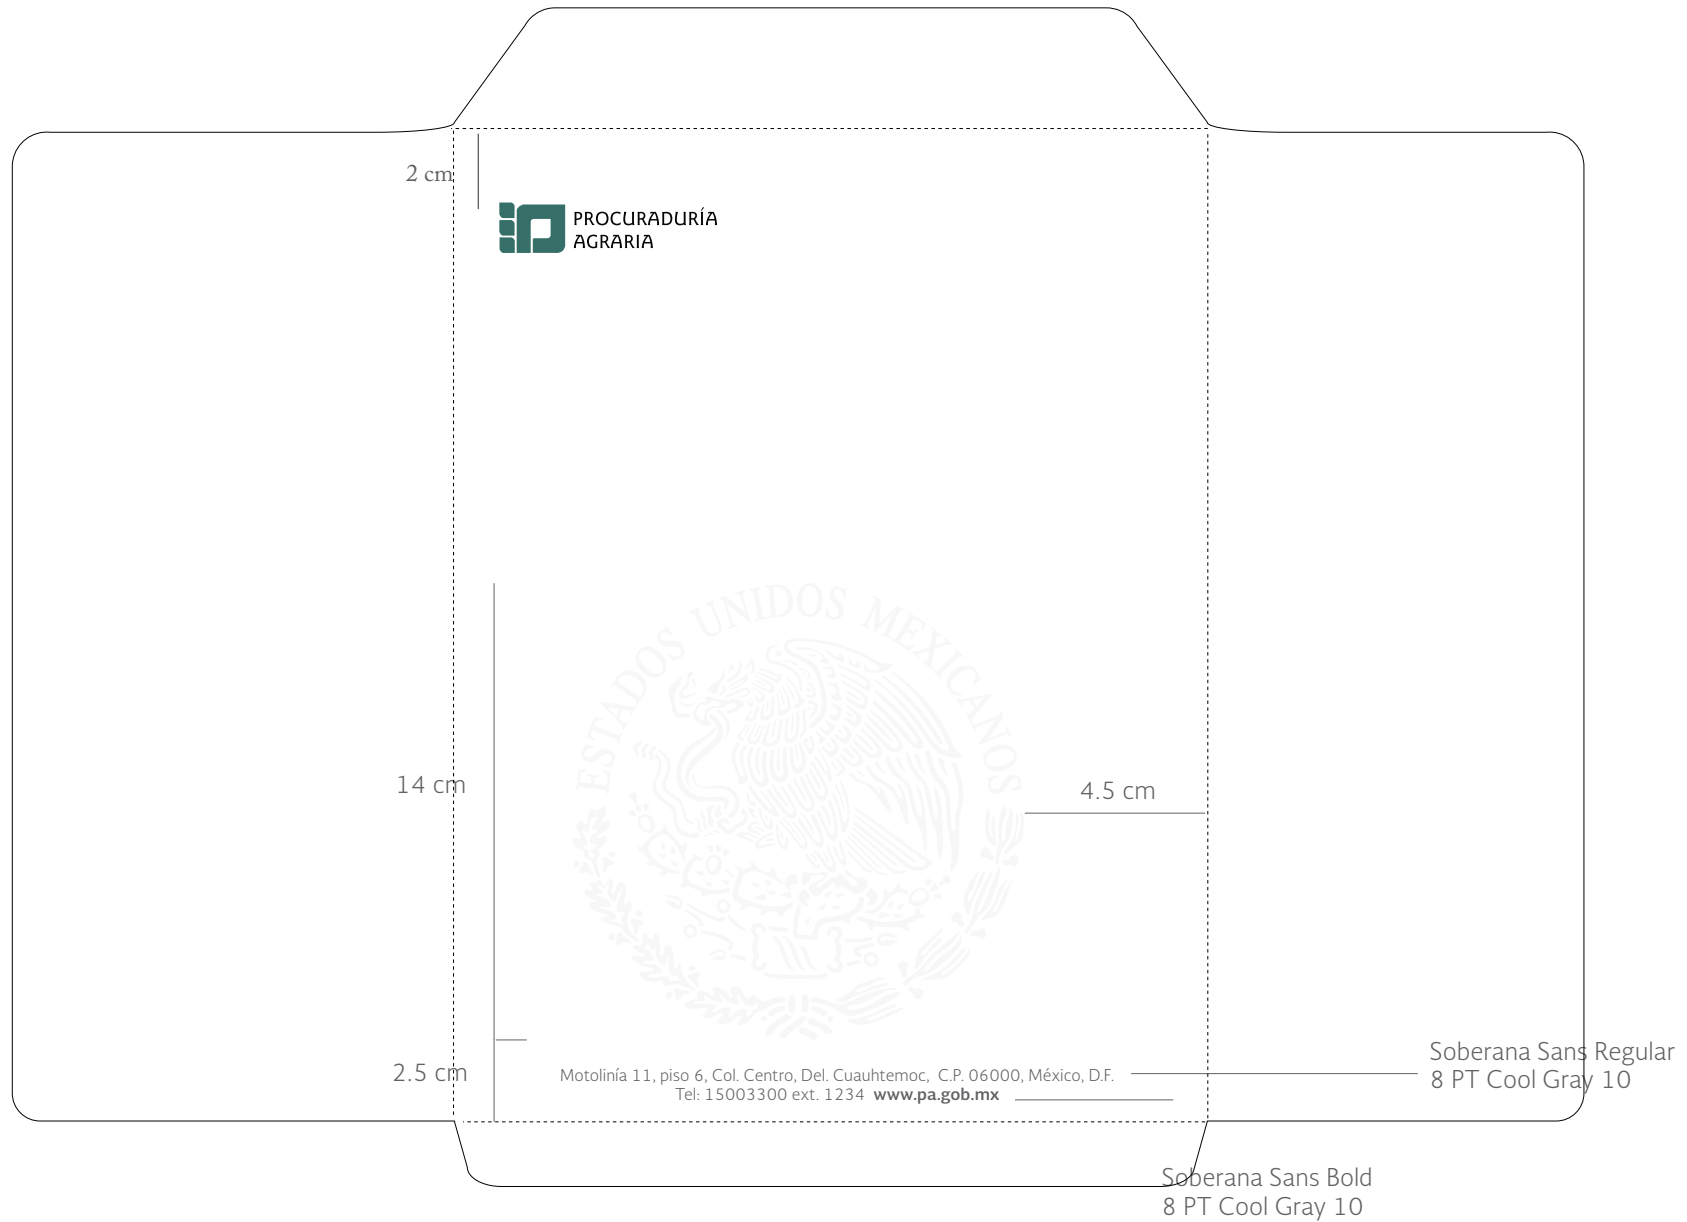 2 cm
PROCURADURÍA
AGRARIA
ESTADOS UNIDOS MEXICANOS
14 cm
4.5 cm
2.5 cm
Motolinía 11, piso 6, Col. Centro, Del. Cuauhtemoc, C.P. 06000, México, D.F.
Tel: 15003300 ext. 1234 www.pa.gob.mx
Soberana Sans Regular
8 PT Cool Gray 10
Soberana Sans Bold
8 PT Cool Gray 10